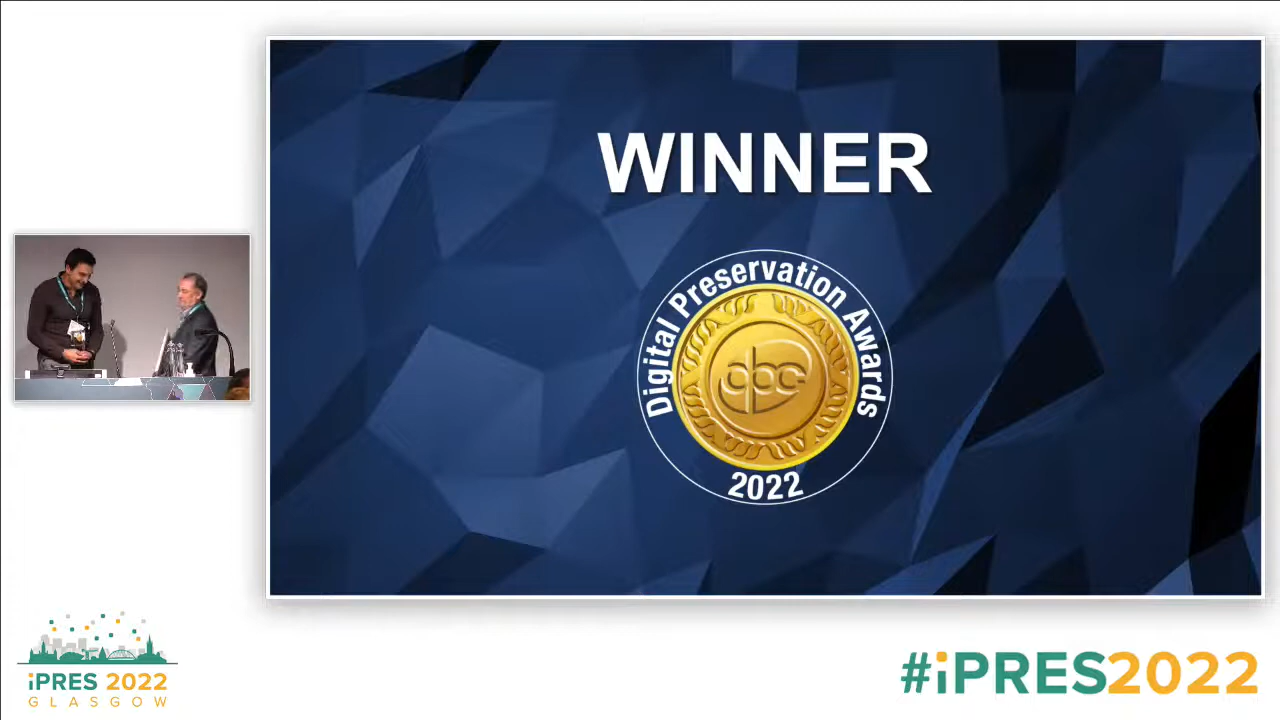 WINNER
Digital Preservation Awards
dpc
2022
iPRES 2022
GLASGOW
#iPRES2022